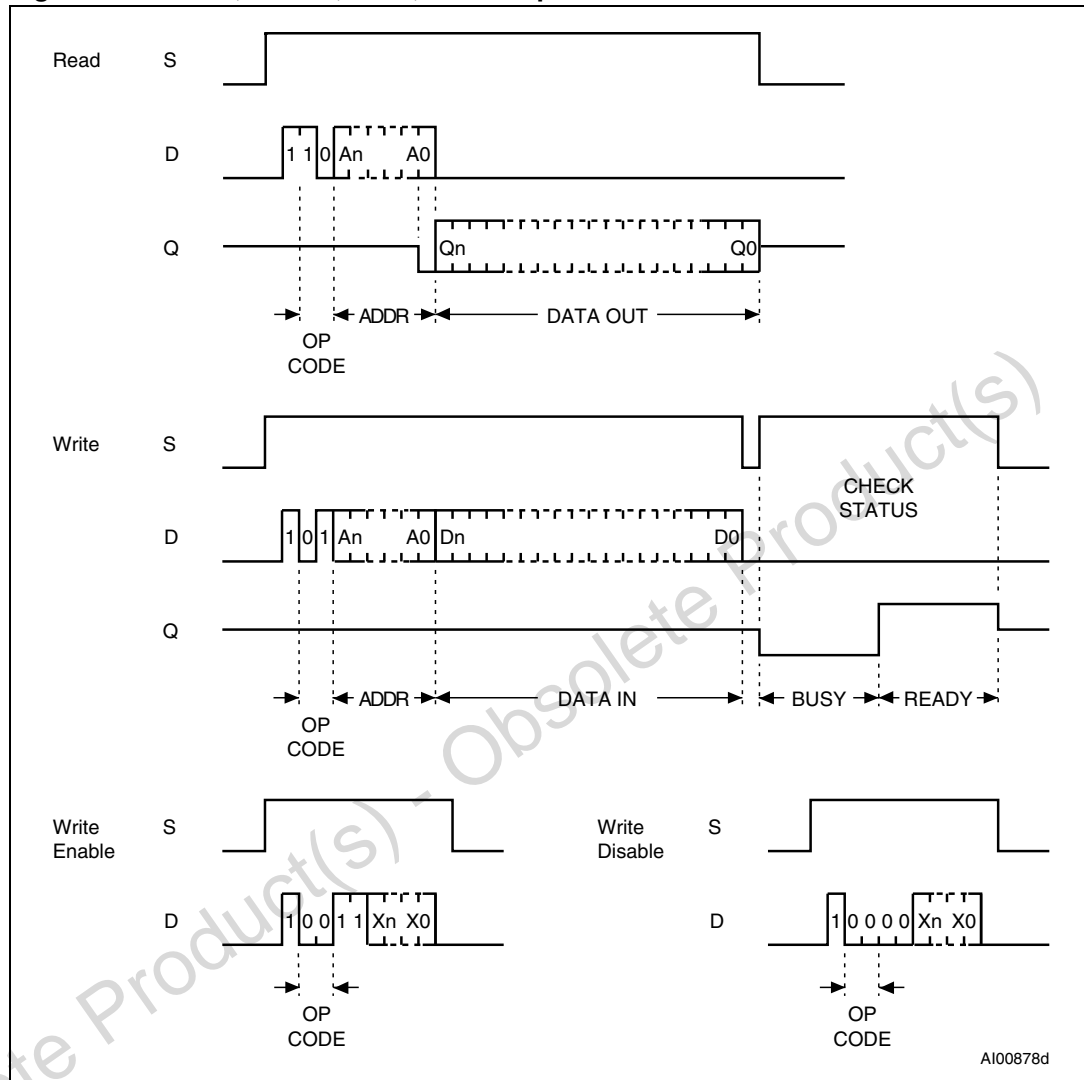 Read S
D 1 1 0 An A0
Q Qn Q0
ADDR DATA OUT
OP
CODE
Write S
CHECK
STATUS
D 1 0 1 An A0 Dn D0
Q
ADDR DATA IN BUSY READY
OP
CODE
Write
Enable
S
Write
Disable
S
D 1 0 0 1 1 Xn X0
D 1 0 0 0 0 Xn X0
OP
CODE
OP
CODE
AI00878d
Product(s) - Obsolete Product(s)